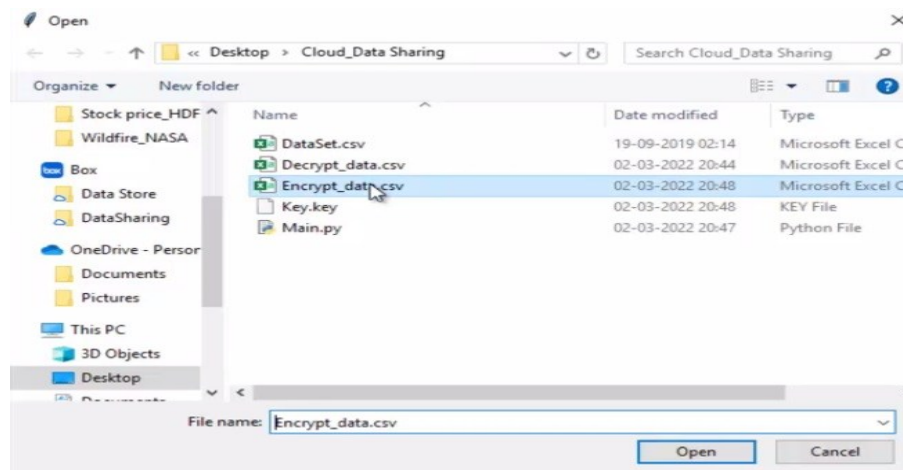 Open
« Desktop > Cloud_Data Sharing
Search Cloud_Data Sharing
Organize
New folder
Stock price_HDF
Wildfire_NASA
Box
Data Store
DataSharing
OneDrive - Person
Documents
Pictures
This PC
3D Objects
Desktop
Name Date modified Type
DataSet.csv 19-09-2019 02:14 Microsoft Excel C
Decrypt_data.csv 02-03-2022 20:44 Microsoft Excel C
Encrypt_data.csv 02-03-2022 20:48 Microsoft Excel C
Key.key 02-03-2022 20:48 KEY File
Main.py 02-03-2022 20:47 Python File
File name: Encrypt_data.csv
Open Cancel